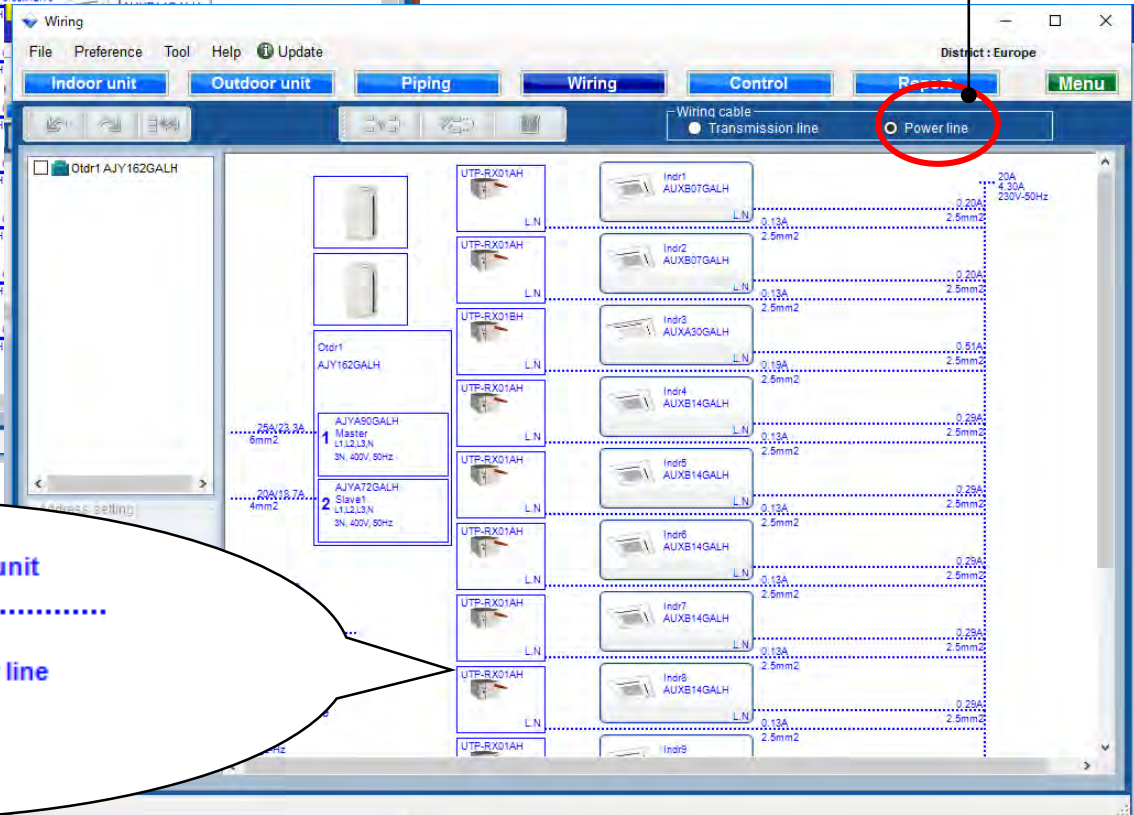 Wiring
File Preference Tool Help Update
District : Europe
Indoor unit Outdoor unit Piping Wiring Control Report Menu
Wiring cable
Transmission line Power line
Otdr1 AJY162GALH
Address setting
unit
line
UTP-RX01AH
L.N
UTP-RX01AH
L.N
UTP-RX01BH
L.N
UTP-RX01AH
L.N
UTP-RX01AH
L.N
UTP-RX01AH
L.N
UTP-RX01AH
L.N
UTP-RX01AH
L.N
UTP-RX01AH
Otdr1
AJY162GALH
25A/23.3A
6mm2
1
AJYA90GALH
Master
L1,L2,L3,N
3N, 400V, 50Hz
20A/18.7A
4mm2
2
AJYA72GALH
Slave1
L1,L2,L3,N
3N, 400V, 50Hz
Indr1
AUXB07GALH
L.N
0.13A
2.5mm2
0.20A
2.5mm2
Indr2
AUXB07GALH
L.N
0.13A
2.5mm2
0.20A
2.5mm2
Indr3
AUXA30GALH
L.N
0.19A
2.5mm2
0.51A
2.5mm2
Indr4
AUXB14GALH
L.N
0.13A
2.5mm2
0.29A
2.5mm2
Indr5
AUXB14GALH
L.N
0.13A
2.5mm2
0.29A
2.5mm2
Indr6
AUXB14GALH
L.N
0.13A
2.5mm2
0.29A
2.5mm2
Indr7
AUXB14GALH
L.N
0.13A
2.5mm2
0.29A
2.5mm2
Indr8
AUXB14GALH
L.N
0.13A
2.5mm2
0.29A
2.5mm2
Indr9
20A
4.30A
230V-50Hz